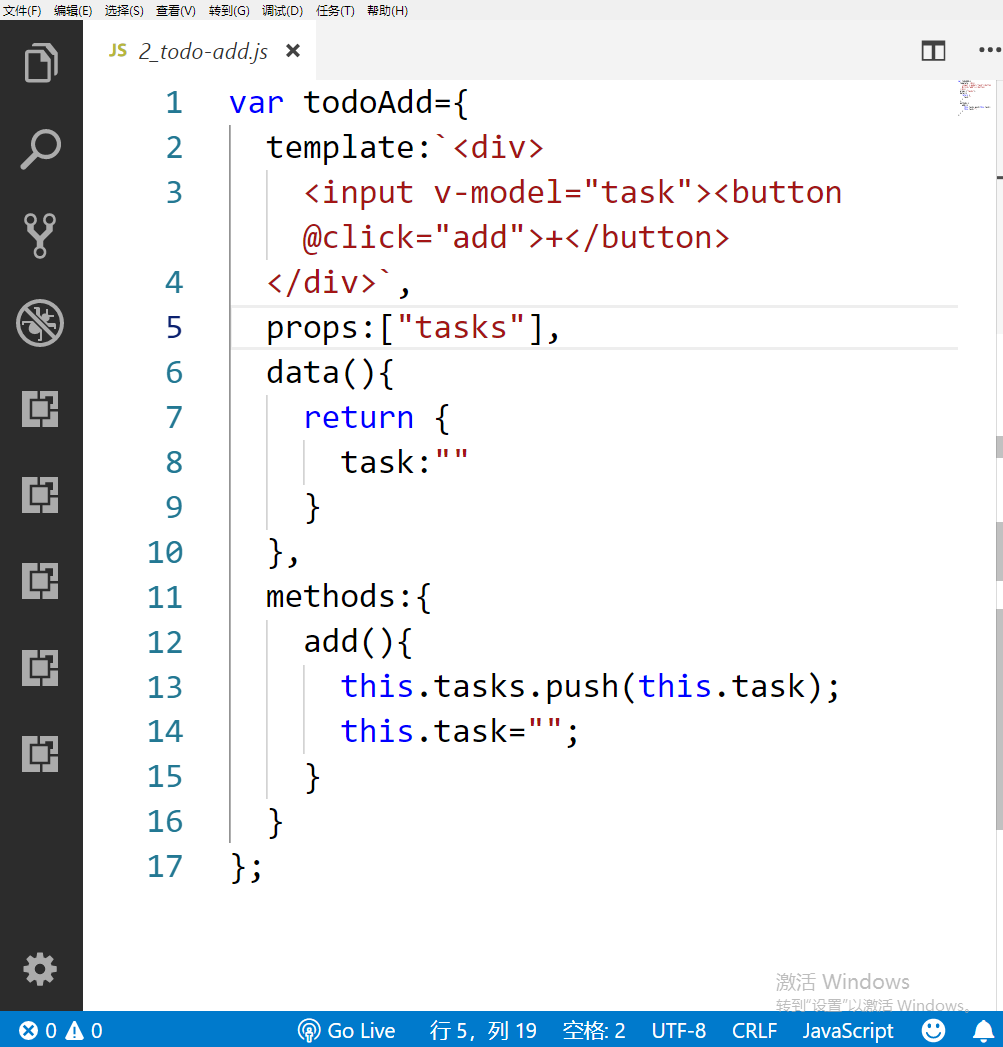 文件(F) 编辑(E) 选择(S) 查看(V) 转到(G) 调试(D) 任务(T) 帮助(H)
JS 2_todo-add.js
1 var todoAdd={
2 template:`<div>
3 <input v-model="task"><button
@click="add">+</button>
4 </div>`,
5 props:["tasks"],
6 data(){
7 return {
8 task:""
9 }
10 },
11 methods:{
12 add(){
13 this.tasks.push(this.task);
14 this.task="";
15 }
16 }
17 };
激活 Windows
转到"设置"以激活 Windows。
0 0 Go Live 行 5，列 19 空格: 2 UTF-8 CRLF JavaScript